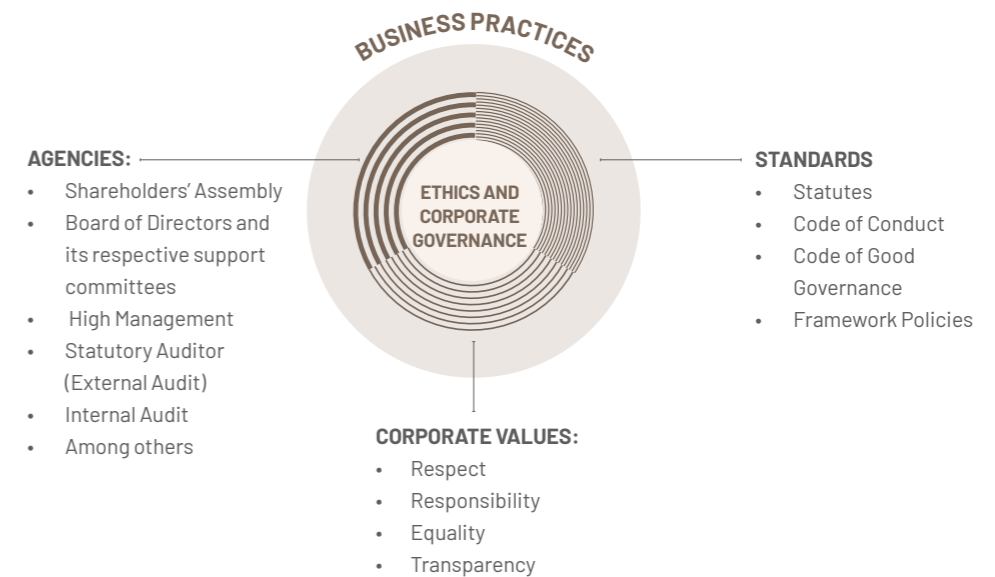 BUSINESS PRACTICES
ETHICS AND
CORPORATE
GOVERNANCE
AGENCIES:
• Shareholders’ Assembly
• Board of Directors and
its respective support
committees
• High Management
• Statutory Auditor
(External Audit)
• Internal Audit
• Among others
STANDARDS
• Statutes
• Code of Conduct
• Code of Good
Governance
• Framework Policies
CORPORATE VALUES:
• Respect
• Responsibility
• Equality
• Transparency